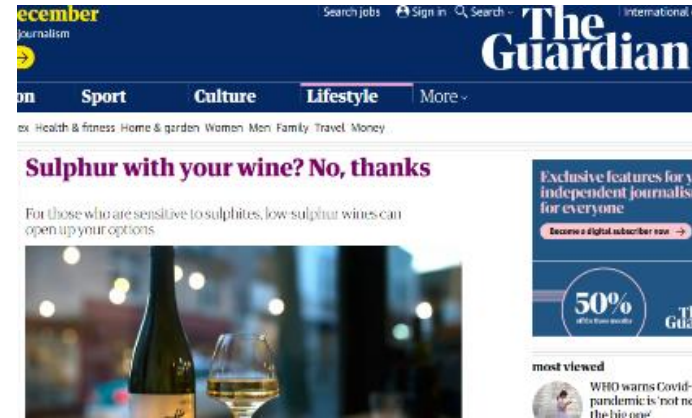 ecember
journalism
Search jobs Sign in Search
International
The
Guardian
on Sport Culture Lifestyle More
ex Health & fitness Home & garden Women Men Family Travel Money
Sulphur with your wine? No, thanks
For those who are sensitive to sulphites, low-sulphur wines can
open up your options
Exclusive features for y
independent journalis
for everyone
Become a digital subscriber now
50%
Gua
most viewed
WHO warns Covid-
pandemic is 'not ne
the big one'